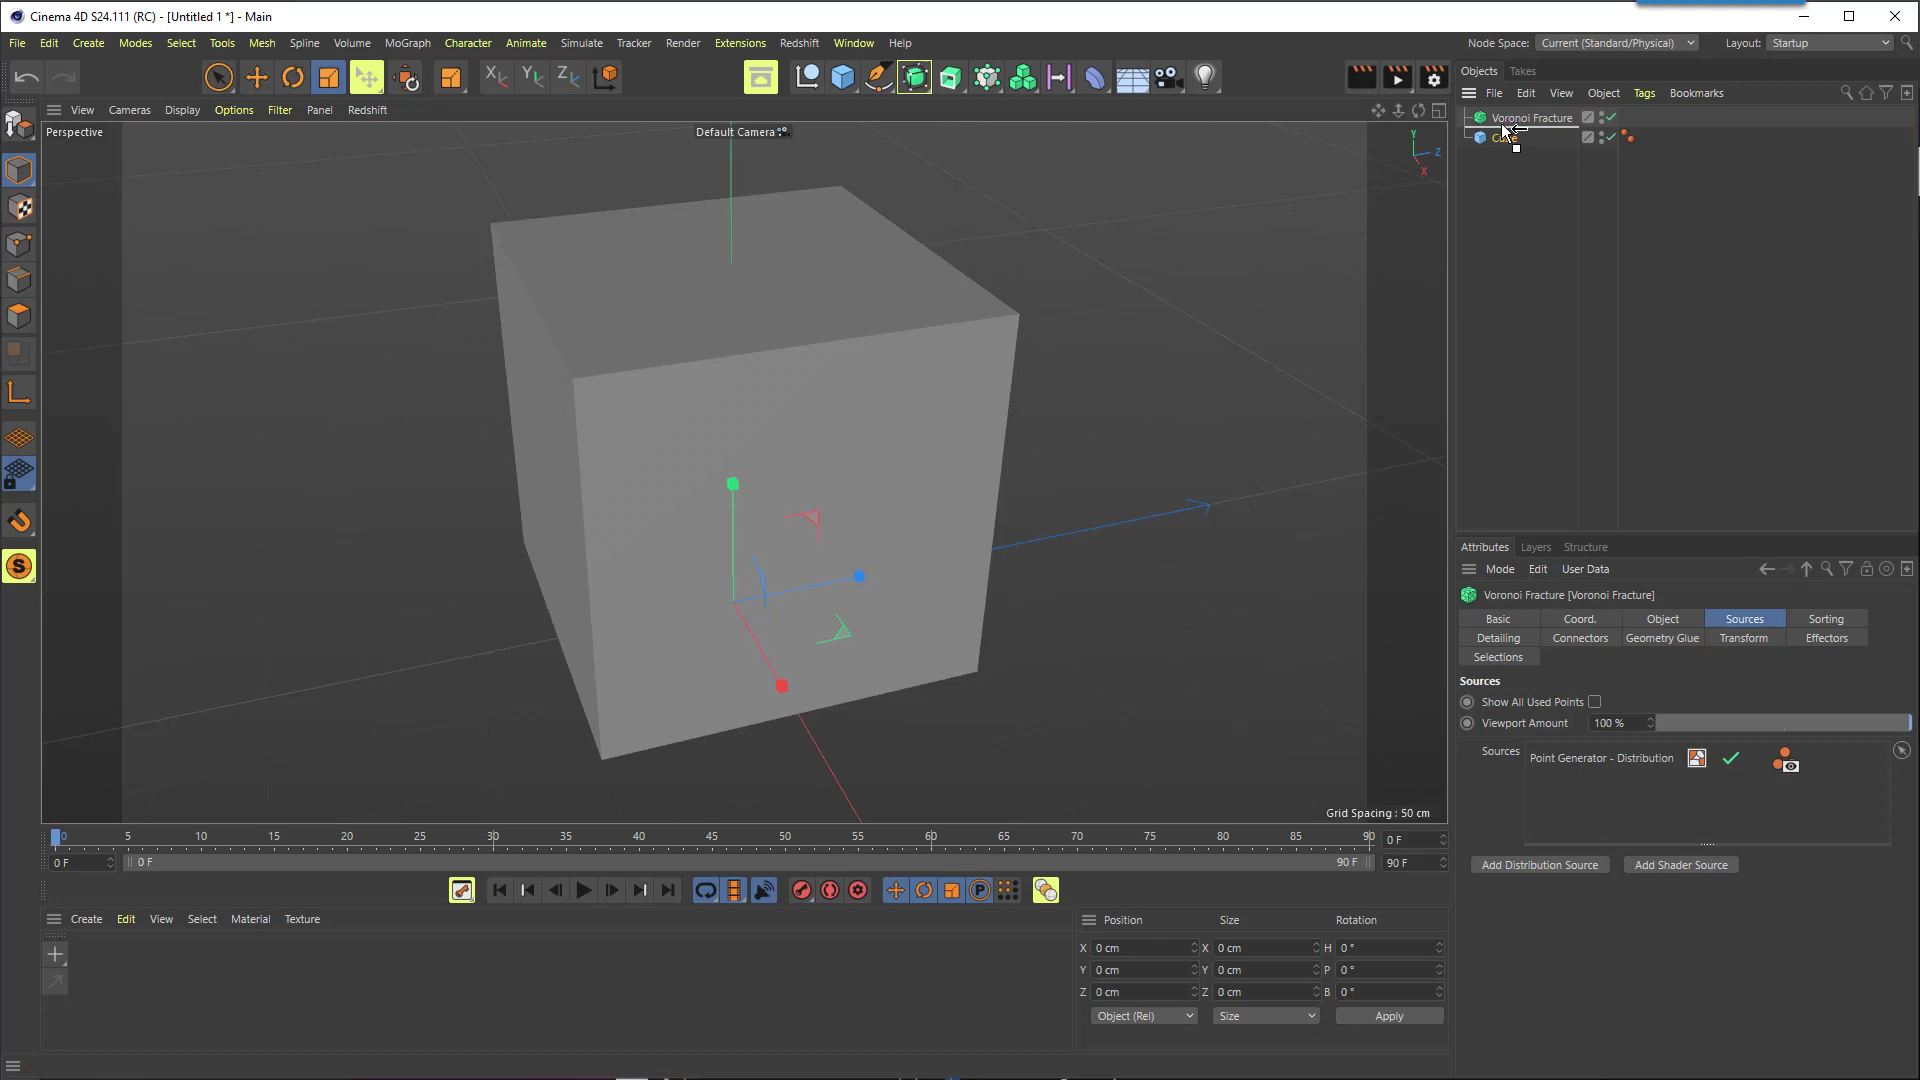 Cinema 4D S24.111 (RC) - [Untitled 1 *] - Main
File Edit Create Modes Select Tools Mesh Spline Volume MoGraph Character Animate Simulate Tracker Render Extensions Redshift Window Help
Node Space: Current (Standard/Physical) Layout: Startup
X Y Z
Objects Takes
File Edit View Object Tags Bookmarks
View Cameras Display Options Filter Panel Redshift
Perspective
Default Camera
Y
Z
X
Voronoi Fracture
Grid Spacing : 50 cm
Attributes Layers Structure
Mode Edit User Data
Voronoi Fracture [Voronoi Fracture]
Basic Coord. Object Sources Sorting
Detailing Connectors Geometry Glue Transform Effectors
Selections
Sources
Show All Used Points
Viewport Amount 100 %
Sources Point Generator - Distribution
Add Distribution Source Add Shader Source
0 5 10 15 20 25 30 35 40 45 50 55 60 65 70 75 80 85 90 0 F
0 F 0 F 90 F 90 F
P
S
Create Edit View Select Material Texture
Position Size Rotation
X 0 cm X 0 cm H 0 °
Y 0 cm Y 0 cm P 0 °
Z 0 cm Z 0 cm B 0 °
Object (Rel) Size Apply